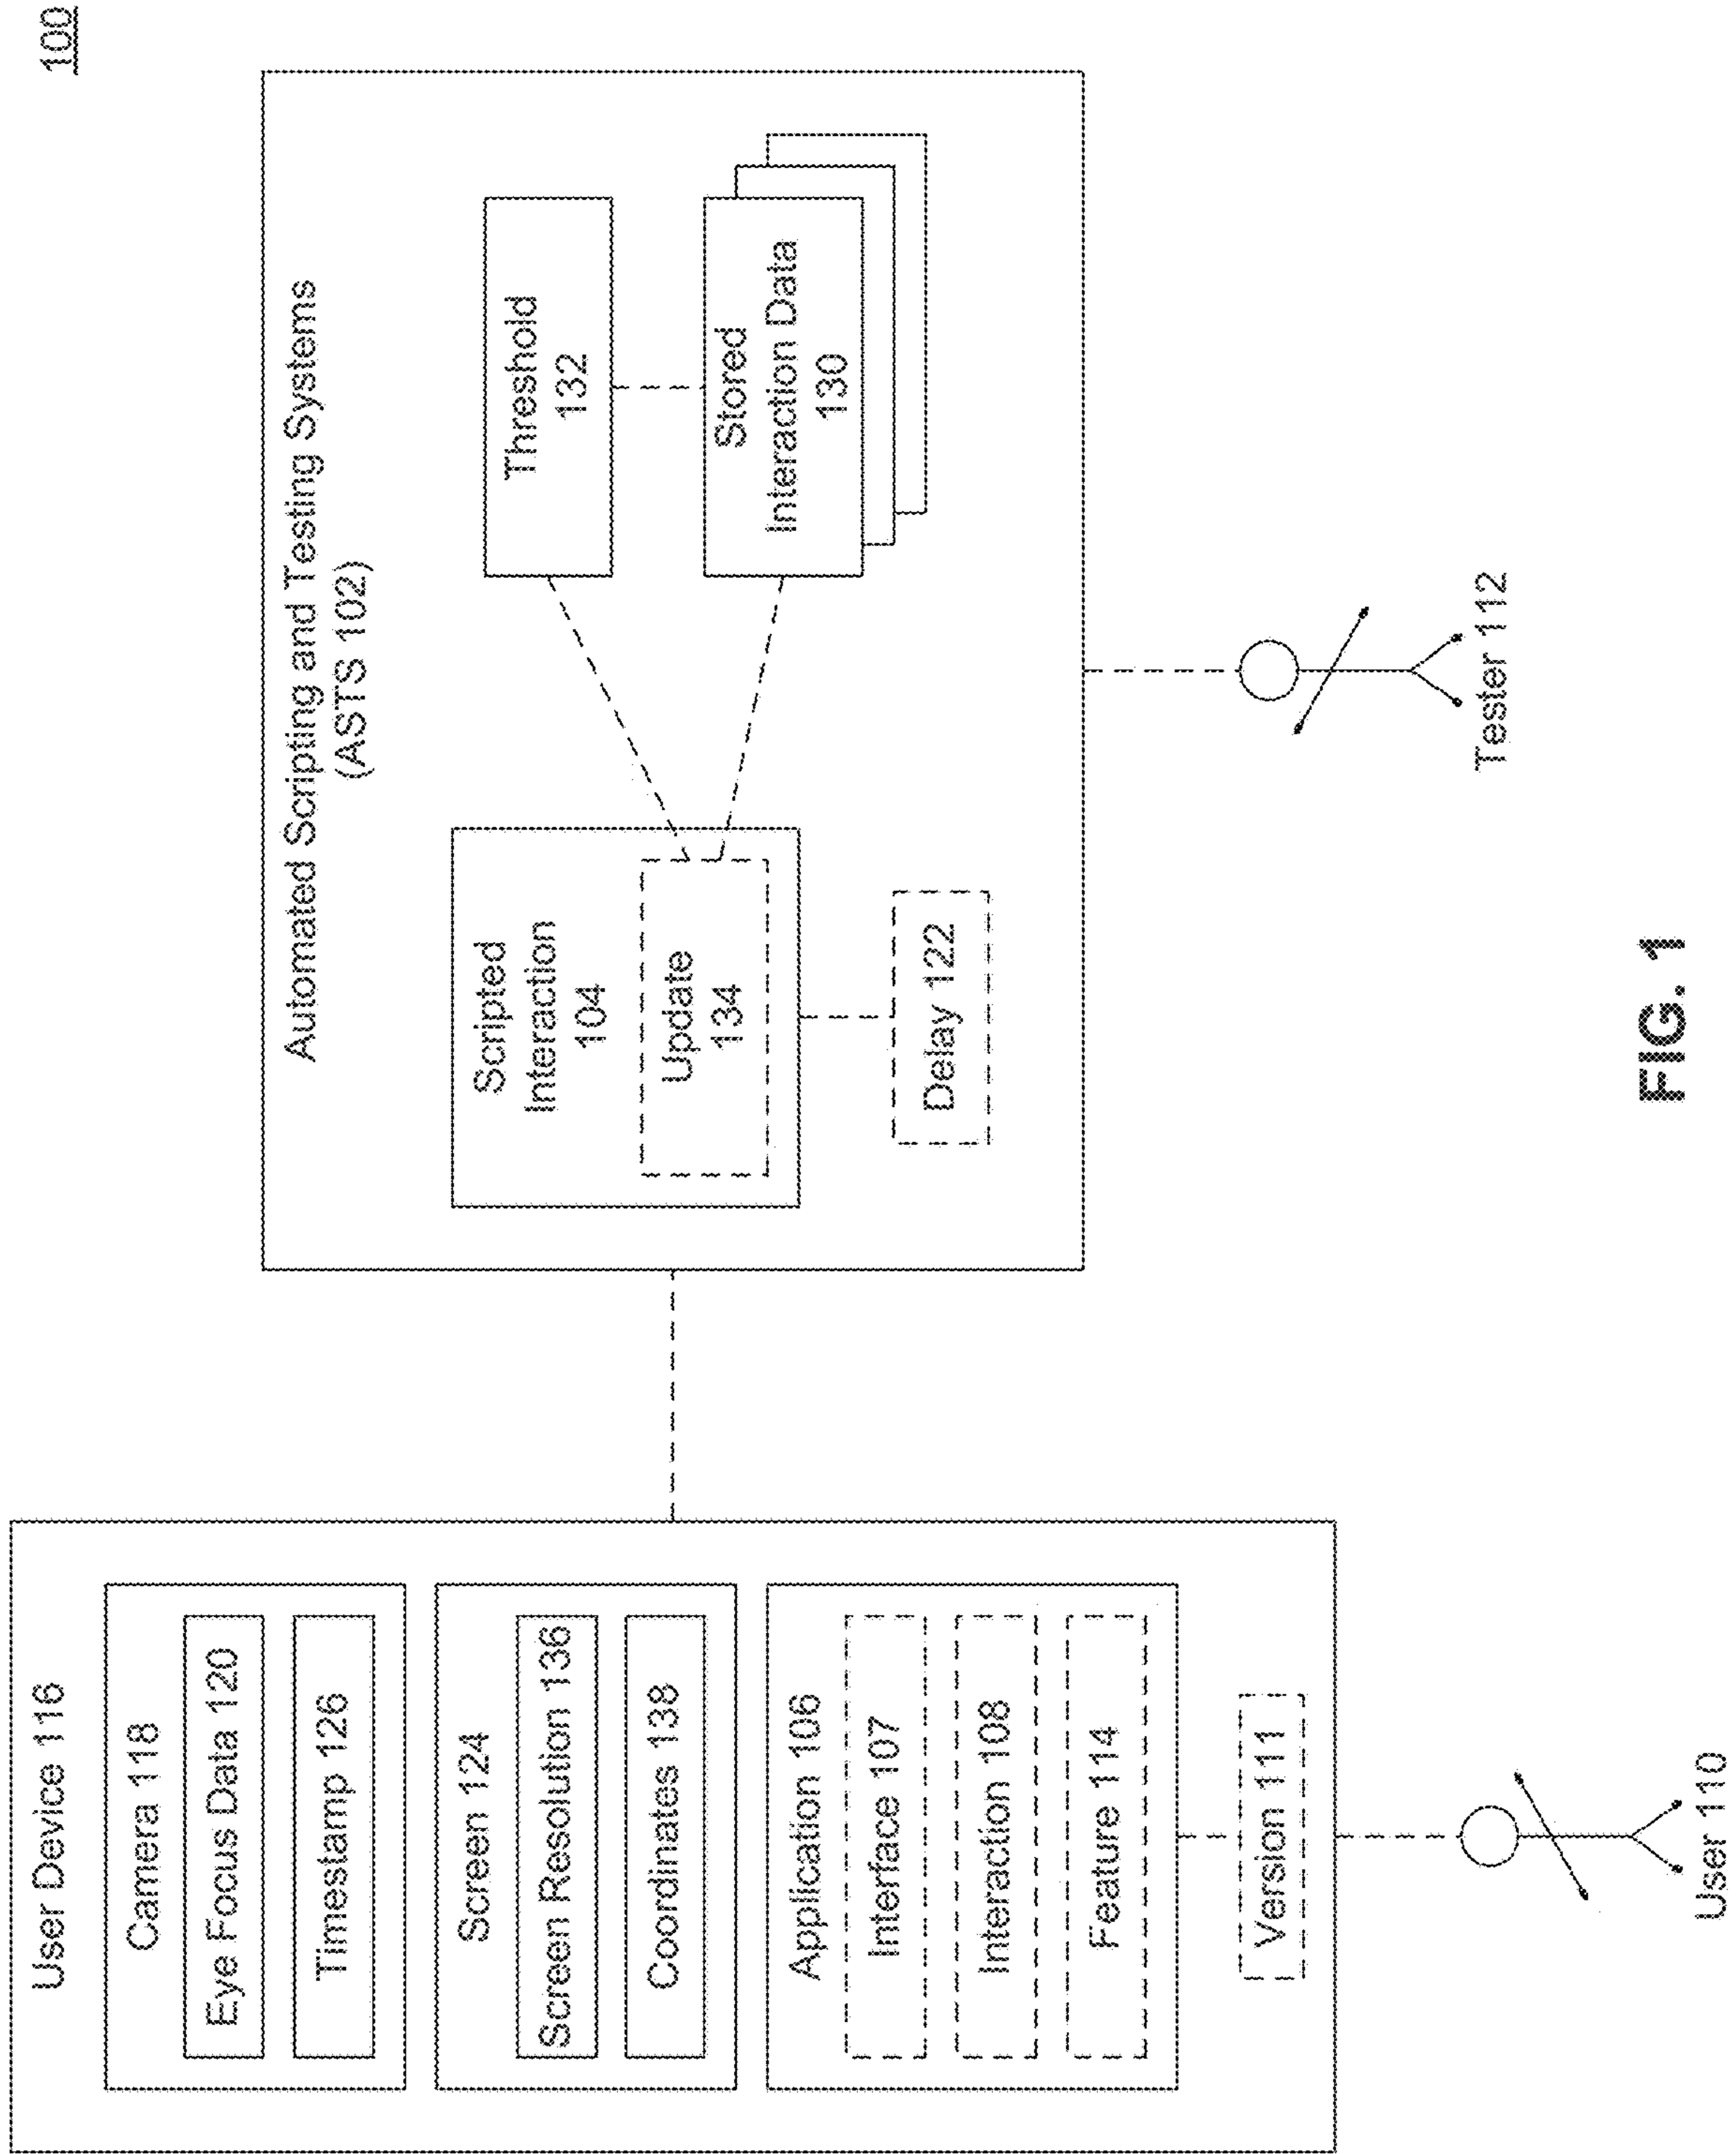 100
User Device 116
Camera 118
Eye Focus Data 120
Timestamp 126
Screen 124
Screen Resolution 136
Coordinates 138
Application 106
Interface 107
Interaction 108
Feature 114
Version 111
User 110
Automated Scripting and Testing Systems
(ASTS 102)
Scripted
Interaction
104
Update
134
Delay 122
Threshold
132
Stored
Interaction Data
130
Tester 112
FIG. 1